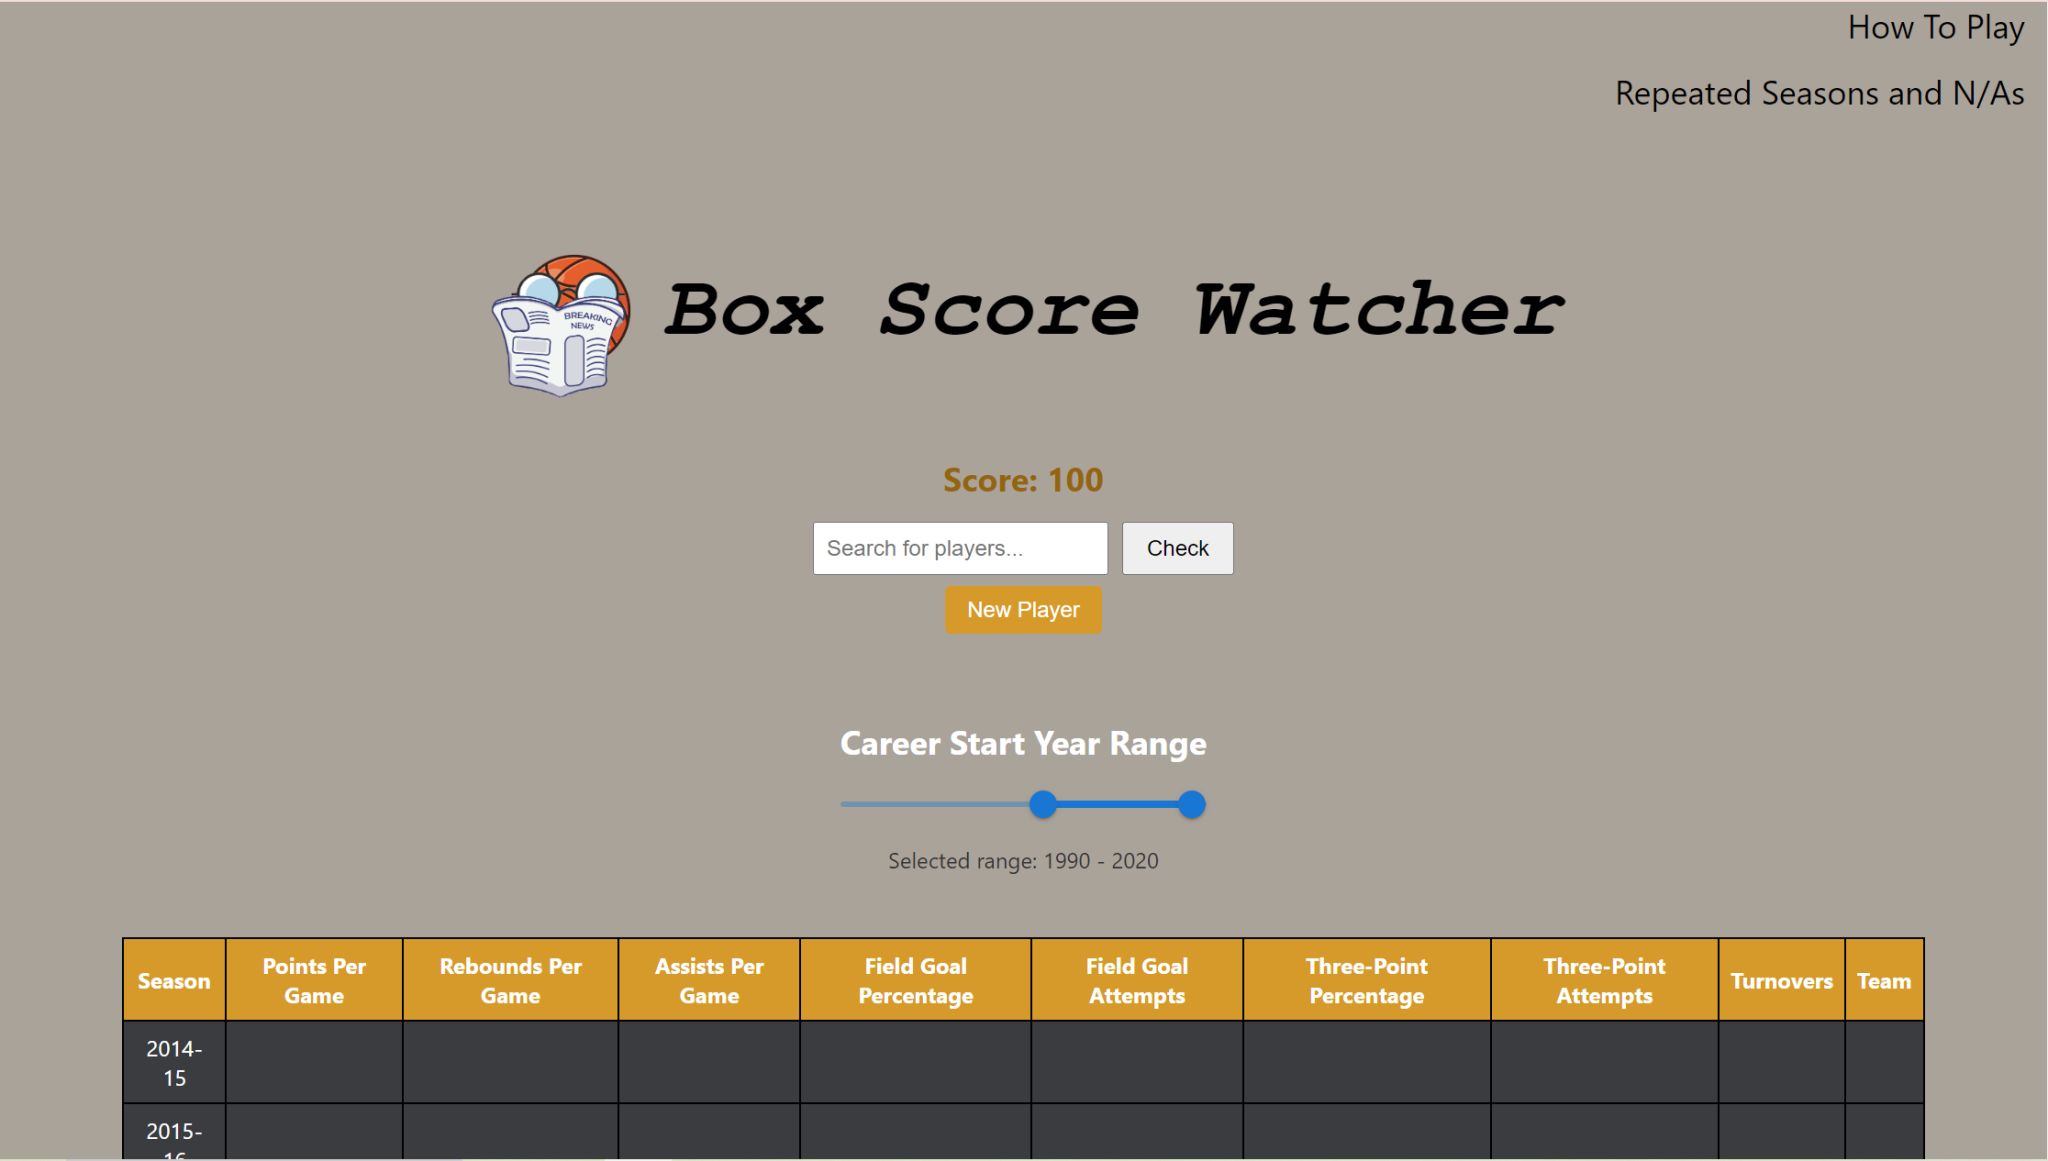 How To Play
Repeated Seasons and N/As
BREAKING
NEWS
Box Score Watcher
Score: 100
Search for players...
Check
New Player
Career Start Year Range
Selected range: 1990 - 2020
Season
Points Per
Game
Rebounds Per
Game
Assists Per
Game
Field Goal
Percentage
Field Goal
Attempts
Three-Point
Percentage
Three-Point
Attempts
Turnovers
Team
2014-
15
2015-
16